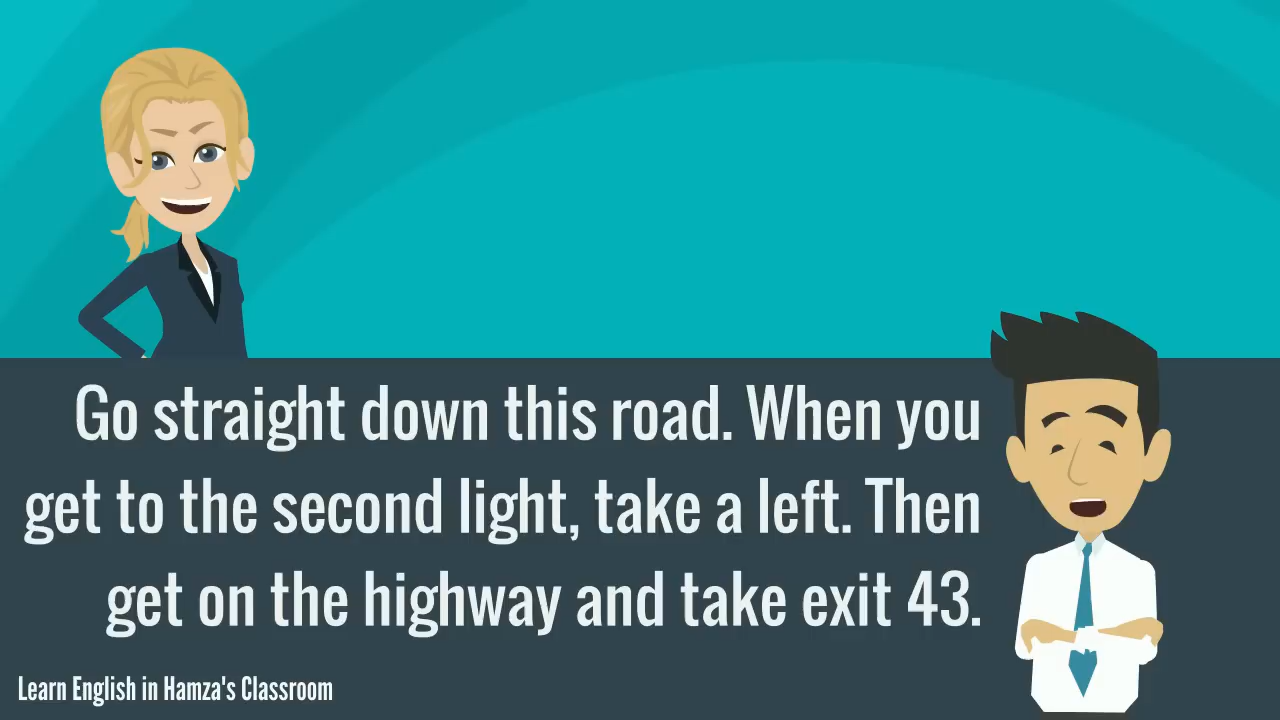 Go straight down this road. When you
get to the second light, take a left. Then
get on the highway and take exit 43.
Learn English in Hamza's Classroom